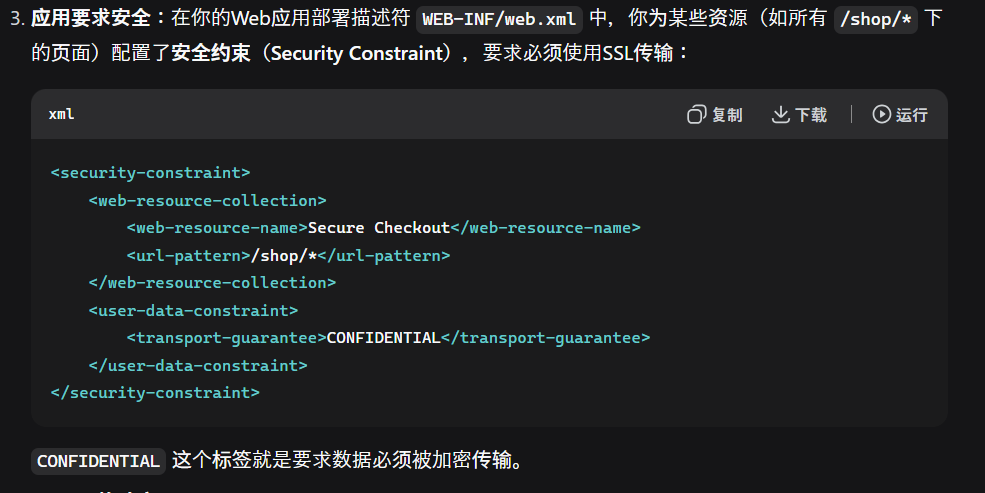 3. 应用要求安全：在你的Web应用部署描述符 WEB-INF/web.xml 中，你为某些资源（如所有 /shop/* 下
的页面）配置了安全约束（Security Constraint），要求必须使用SSL传输：
xml 复制 下载 运行
<security-constraint>
    <web-resource-collection>
        <web-resource-name>Secure Checkout</web-resource-name>
        <url-pattern>/shop/*</url-pattern>
    </web-resource-collection>
    <user-data-constraint>
        <transport-guarantee>CONFIDENTIAL</transport-guarantee>
    </user-data-constraint>
</security-constraint>
CONFIDENTIAL 这个标签就是要求数据必须被加密传输。